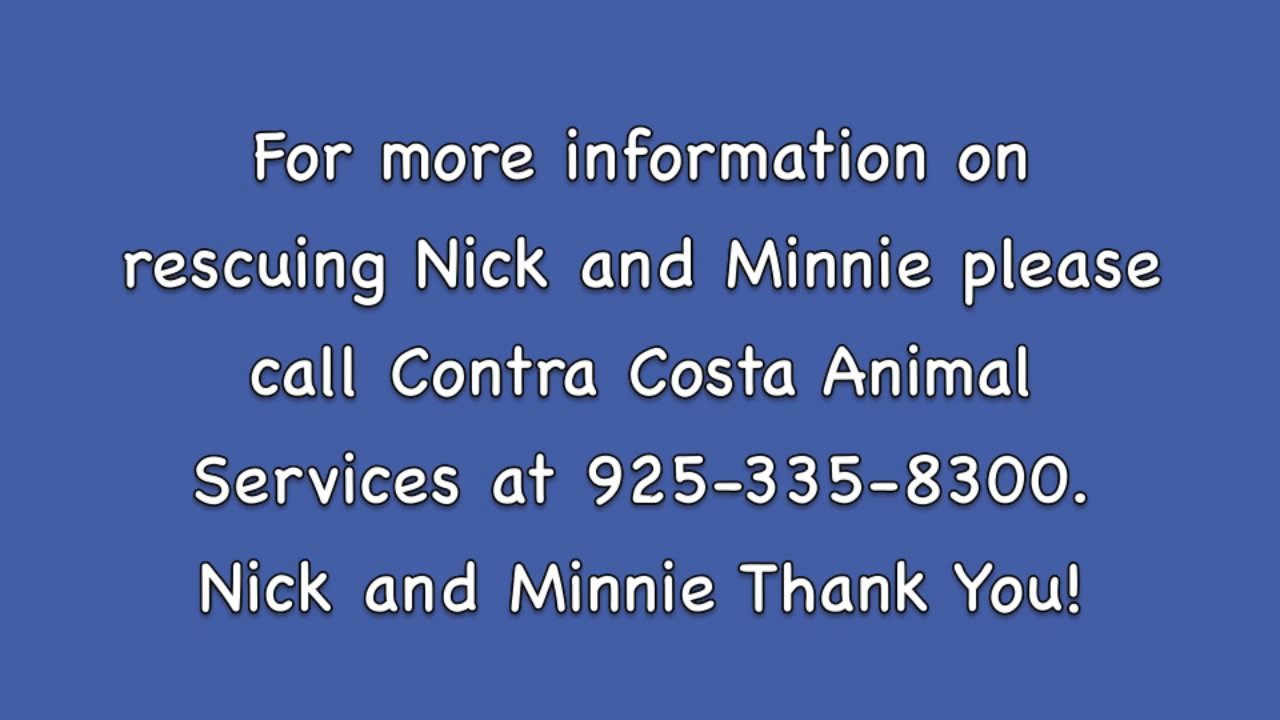 For more information on
rescuing Nick and Minnie please
call Contra Costa Animal
Services at 925-335-8300.
Nick and Minnie Thank You!